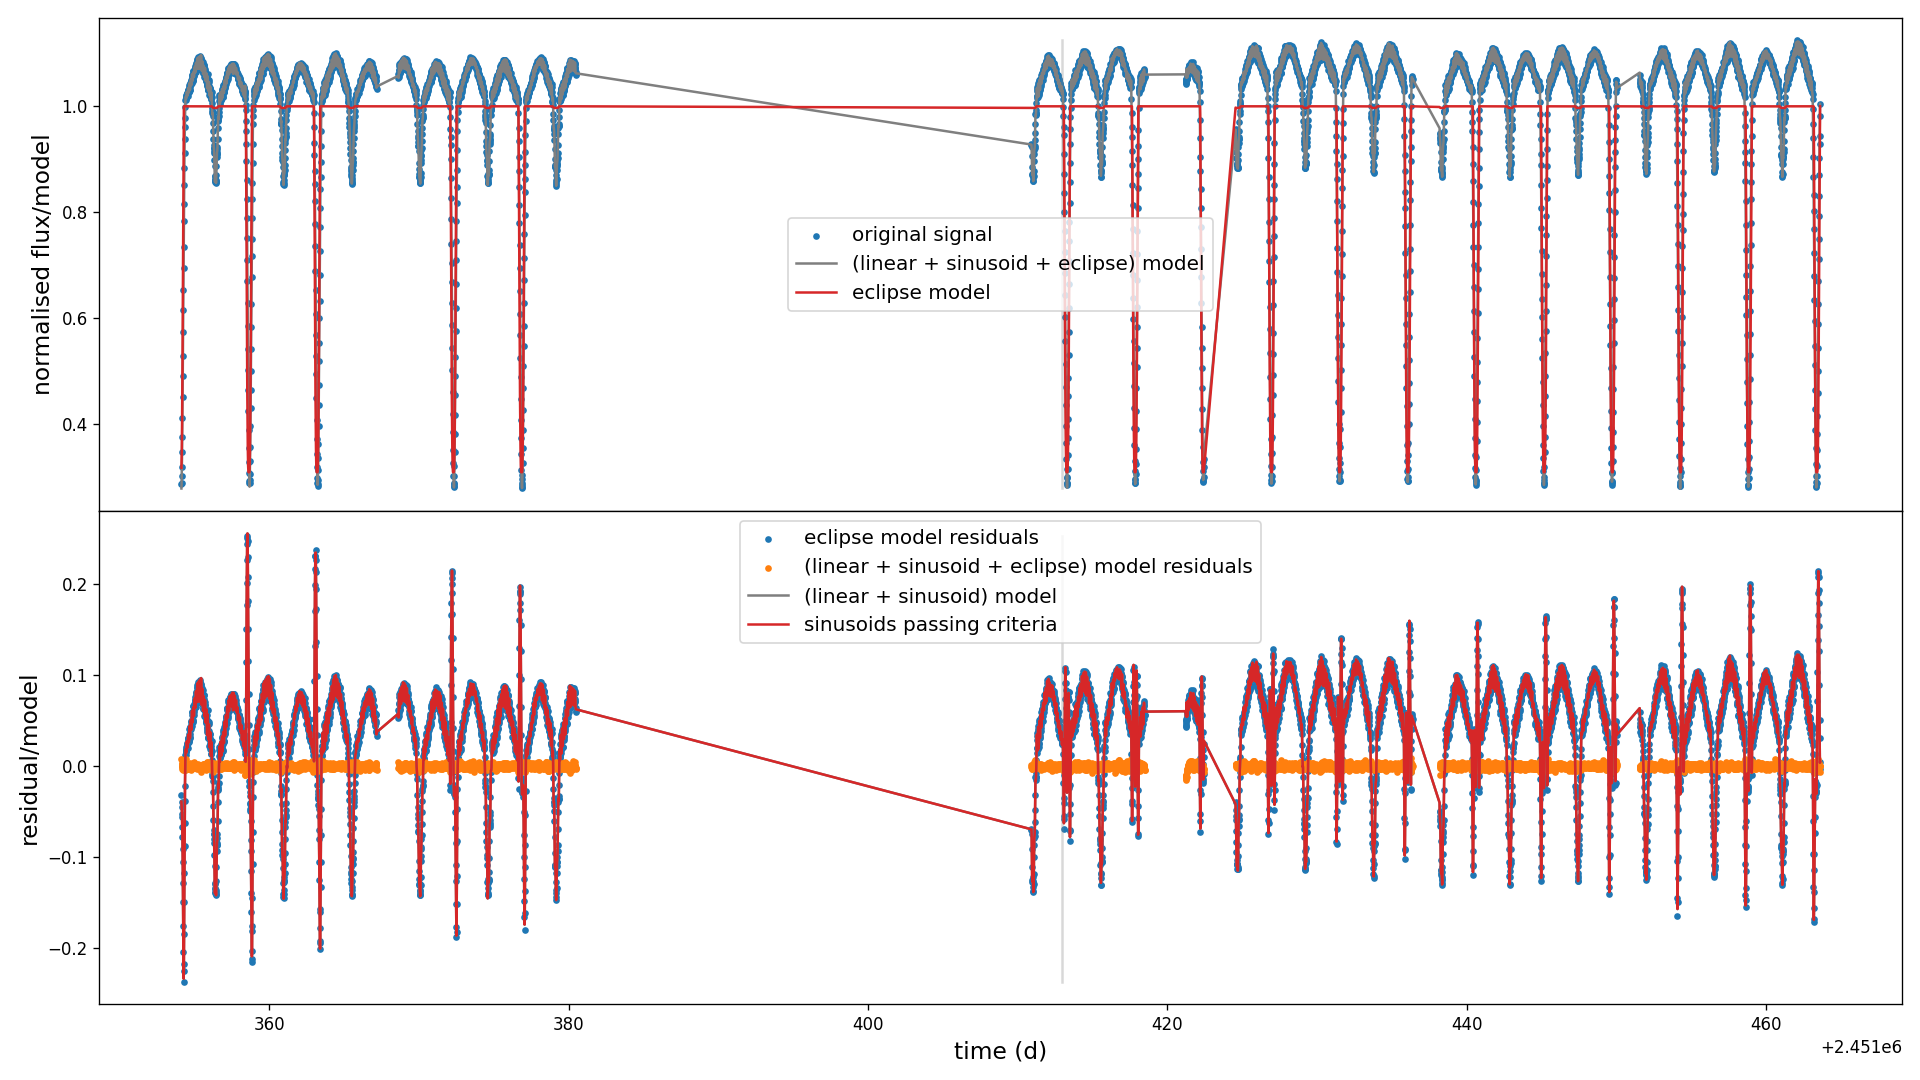 1.0
0.8
0.6
0.4
normalised flux/model
original signal
(linear + sinusoid + eclipse) model
eclipse model
0.2
0.1
0.0
−0.1
−0.2
residual/model
eclipse model residuals
(linear + sinusoid + eclipse) model residuals
(linear + sinusoid) model
sinusoids passing criteria
360 380 400 420 440 460
time (d)
+2.451e6